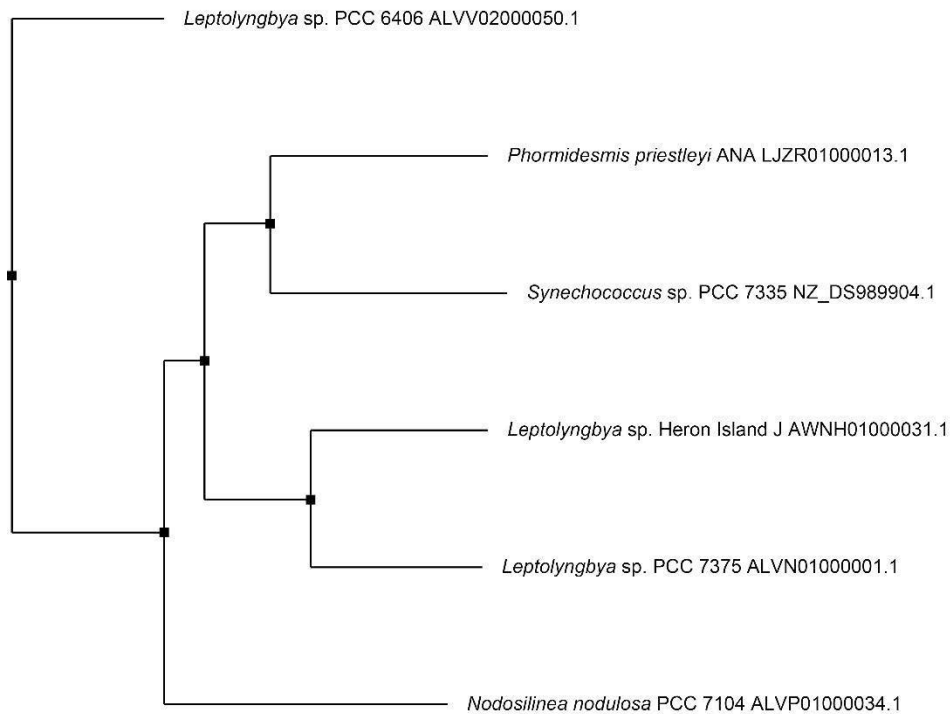 Leptolyngbya sp. PCC 6406 ALVV02000050.1
Phormidesmis priestleyi ANA LJZR01000013.1
Synechococcus sp. PCC 7335 NZ_DS989904.1
Leptolyngbya sp. Heron Island J AWNH01000031.1
Leptolyngbya sp. PCC 7375 ALVN01000001.1
Nodosilinea nodulosa PCC 7104 ALVP01000034.1